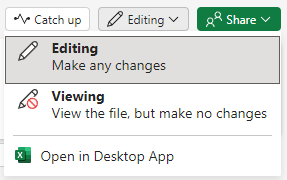 Catch up Editing Share
Editing
Make any changes
Viewing
View the file, but make no changes
Open in Desktop App